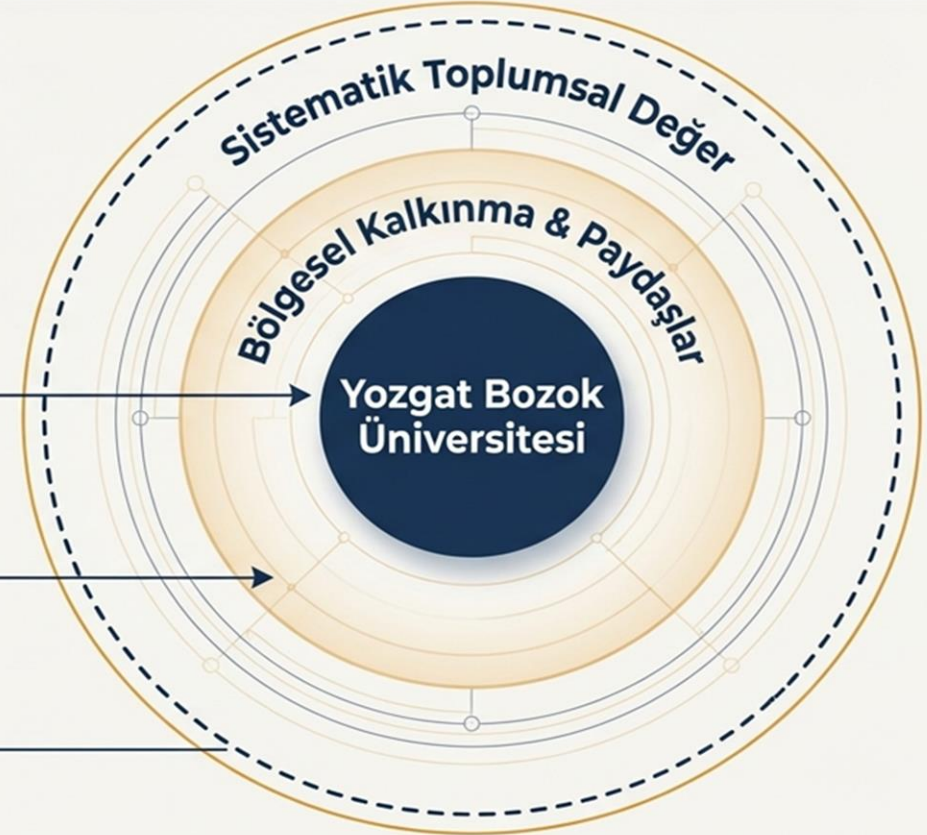 Sistematik Toplumsal Değer
Bölgesel Kalkınma & Paydaşlar
Yozgat Bozok
Üniversitesi